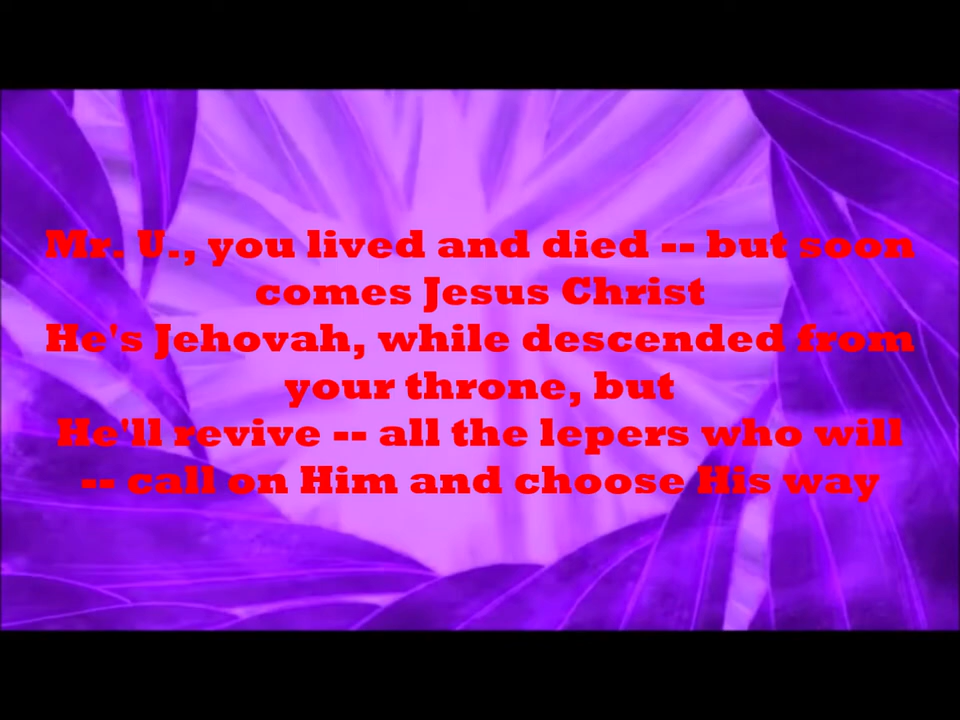 Mr. U., you lived and died -- but soon
comes Jesus Christ
He's Jehovah, while descended from
your throne, but
He'll revive -- all the lepers who will
-- call on Him and choose His way